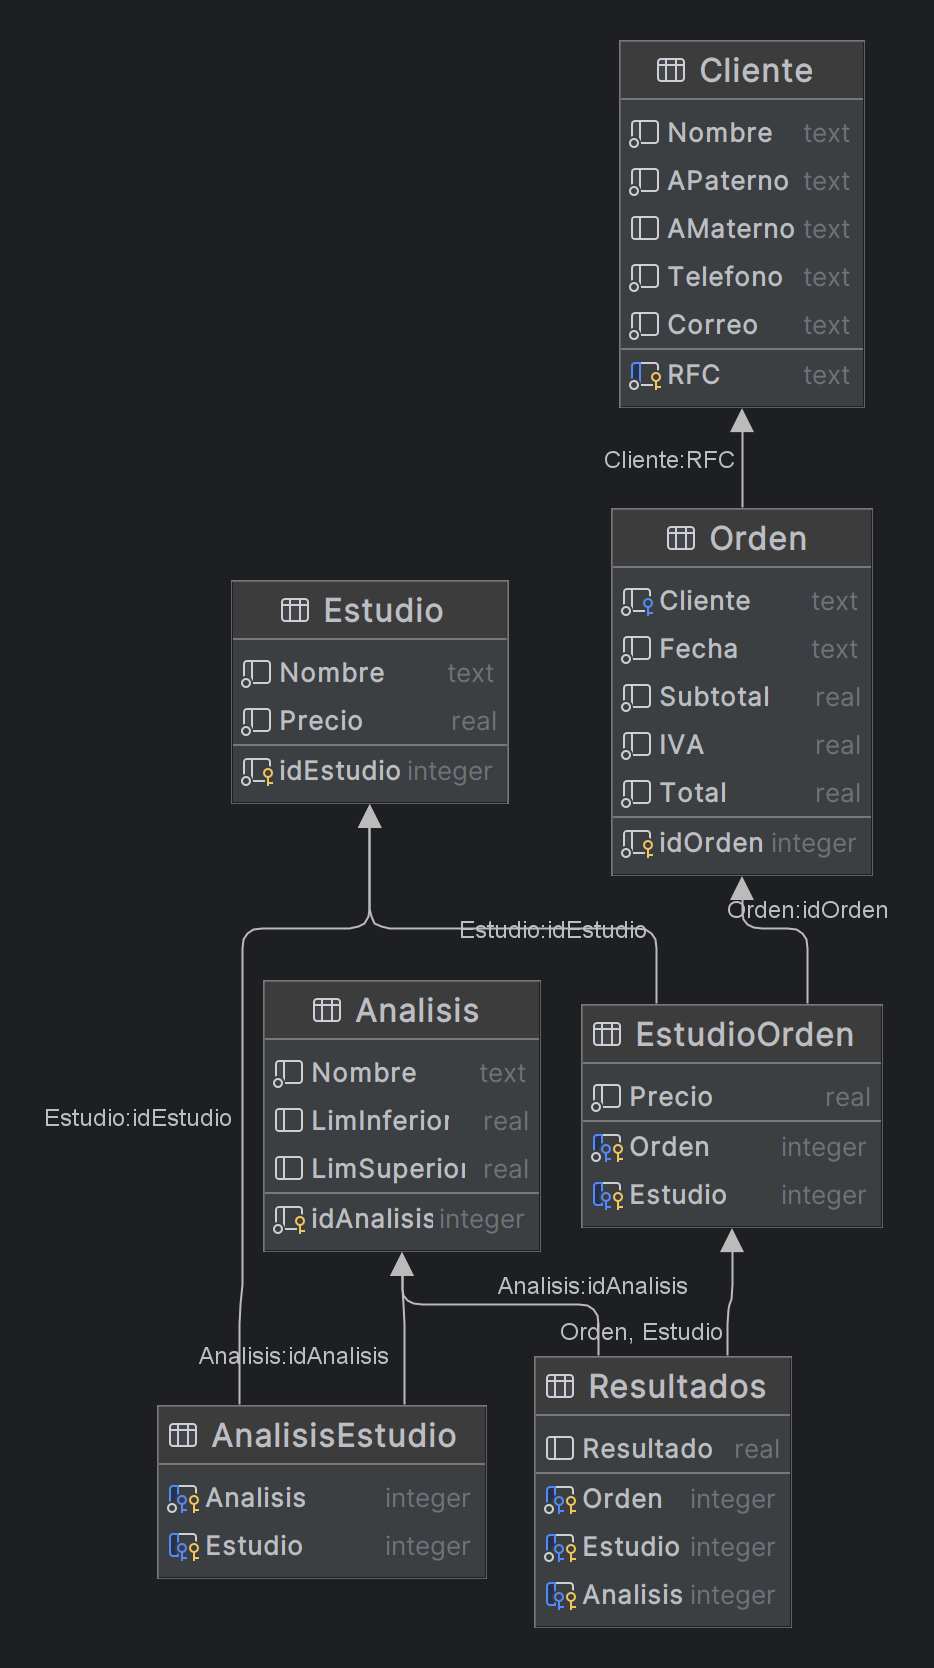 Cliente
Nombre text
APaterno text
AMaterno text
Telefono text
Correo text
RFC text
Cliente:RFC
Orden
Cliente text
Fecha text
Subtotal real
IVA real
Total real
idOrden integer
Estudio
Nombre text
Precio real
idEstudio integer
Orden:idOrden
Estudio:idEstudio
Analisis
Nombre text
LimInferior real
LimSuperior real
idAnalisis integer
EstudioOrden
Precio real
Orden integer
Estudio integer
Estudio:idEstudio
Analisis:idAnalisis
Orden, Estudio
Analisis:idAnalisis
AnalisisEstudio
Analisis integer
Estudio integer
Resultados
Resultado real
Orden integer
Estudio integer
Analisis integer